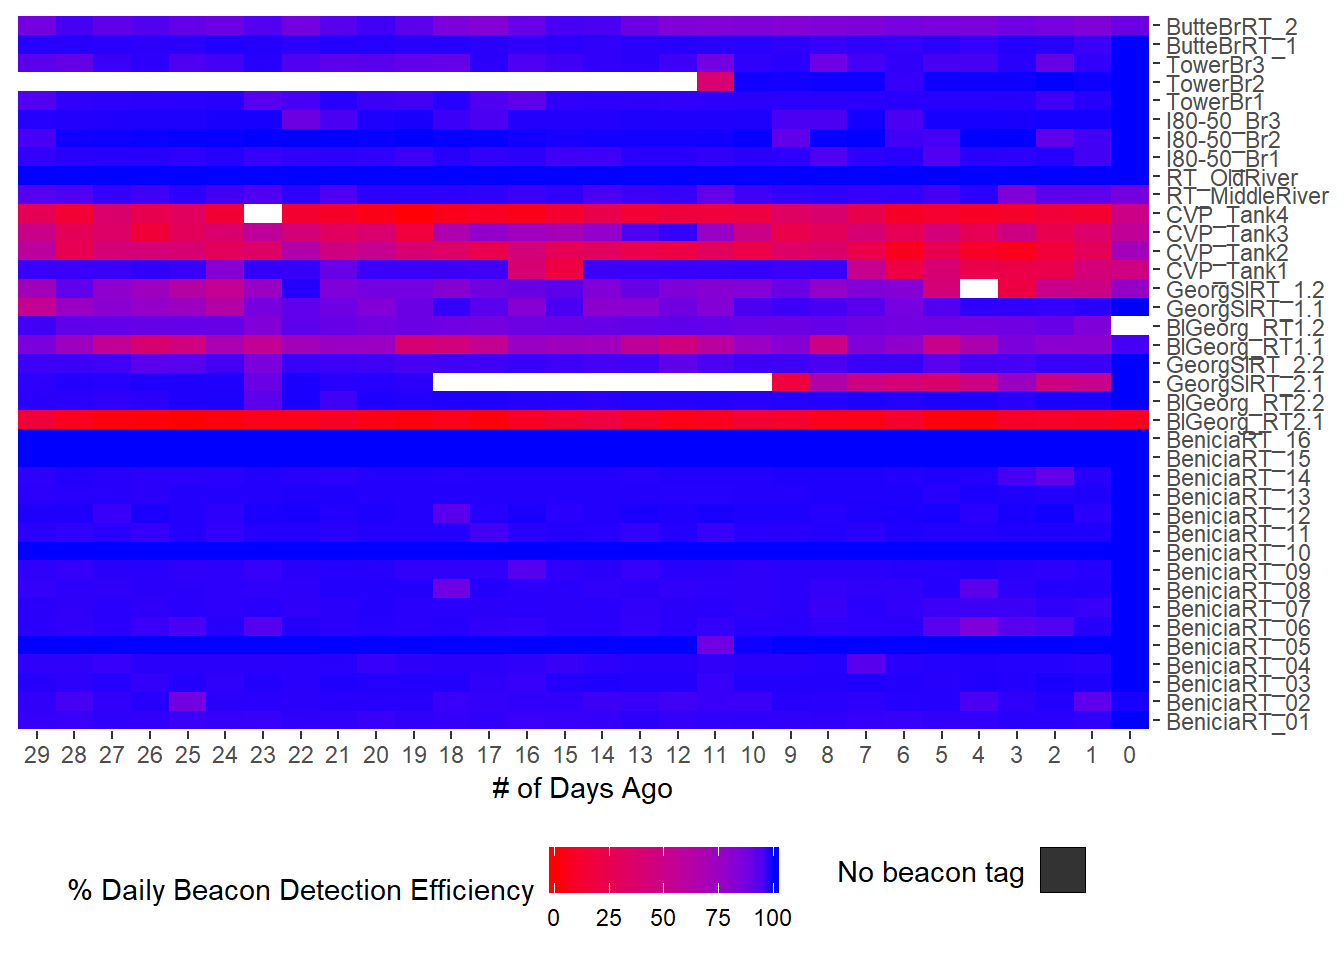 ButteBrRT_2
ButteBrRT_1
TowerBr3
TowerBr2
TowerBr1
I80-50_Br3
I80-50_Br2
I80-50_Br1
RT_OldRiver
RT_MiddleRiver
CVP_Tank4
CVP_Tank3
CVP_Tank2
CVP_Tank1
GeorgSlRT_1.2
GeorgSlRT_1.1
BlGeorg_RT1.2
BlGeorg_RT1.1
GeorgSlRT_2.2
GeorgSlRT_2.1
BlGeorg_RT2.2
BlGeorg_RT2.1
BeniciaRT_16
BeniciaRT_15
BeniciaRT_14
BeniciaRT_13
BeniciaRT_12
BeniciaRT_11
BeniciaRT_10
BeniciaRT_09
BeniciaRT_08
BeniciaRT_07
BeniciaRT_06
BeniciaRT_05
BeniciaRT_04
BeniciaRT_03
BeniciaRT_02
BeniciaRT_01
29 28 27 26 25 24 23 22 21 20 19 18 17 16 15 14 13 12 11 10 9 8 7 6 5 4 3 2 1 0
# of Days Ago
% Daily Beacon Detection Efficiency
0 25 50 75 100
No beacon tag